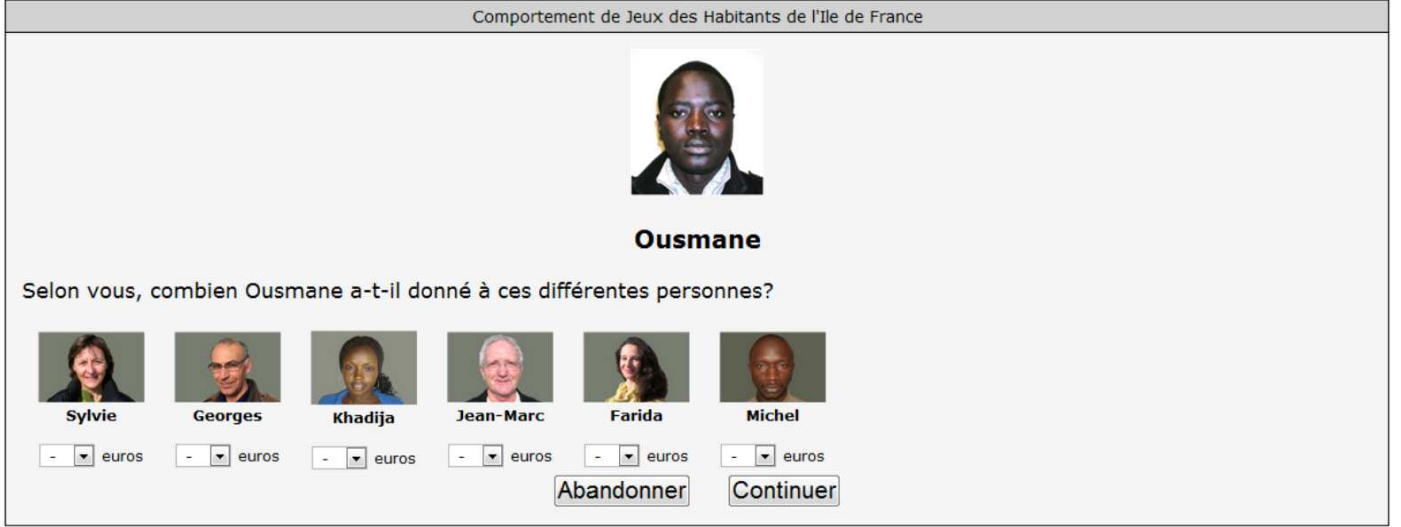 Comportement de Jeux des Habitants de l'Ile de France
Ousmane
Selon vous, combien Ousmane a-t-il donné à ces différentes personnes?
Sylvie Georges Khadija Jean-Marc Farida Michel
- euros - euros - euros - euros - euros - euros
Abandonner Continuer